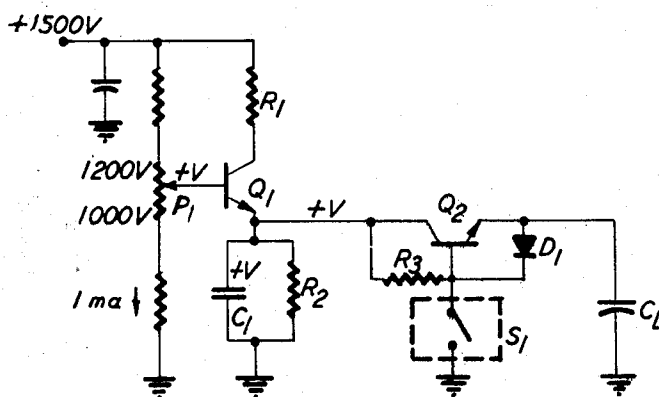 +1500V
R1
1200V
+V
P1
Q1
1000V
+V
Q2
R3
D1
+V
C1
R2
1 ma
S1
CL